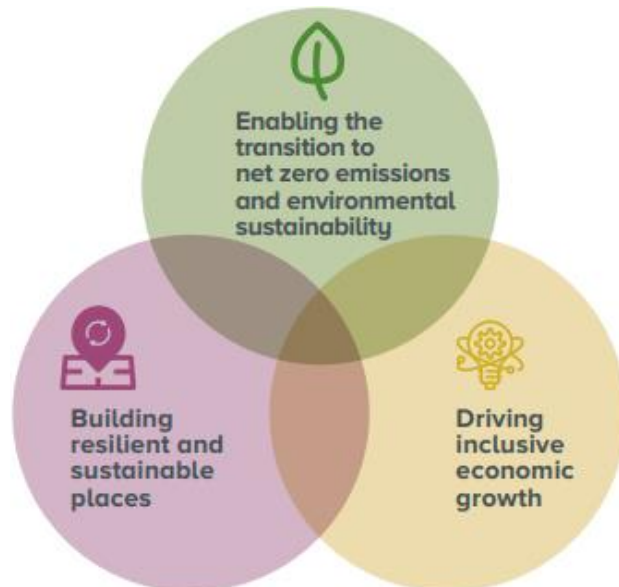 Enabling the
transition to
net zero emissions
and environmental
sustainability
Building
resilient and
sustainable
places
Driving
inclusive
economic
growth